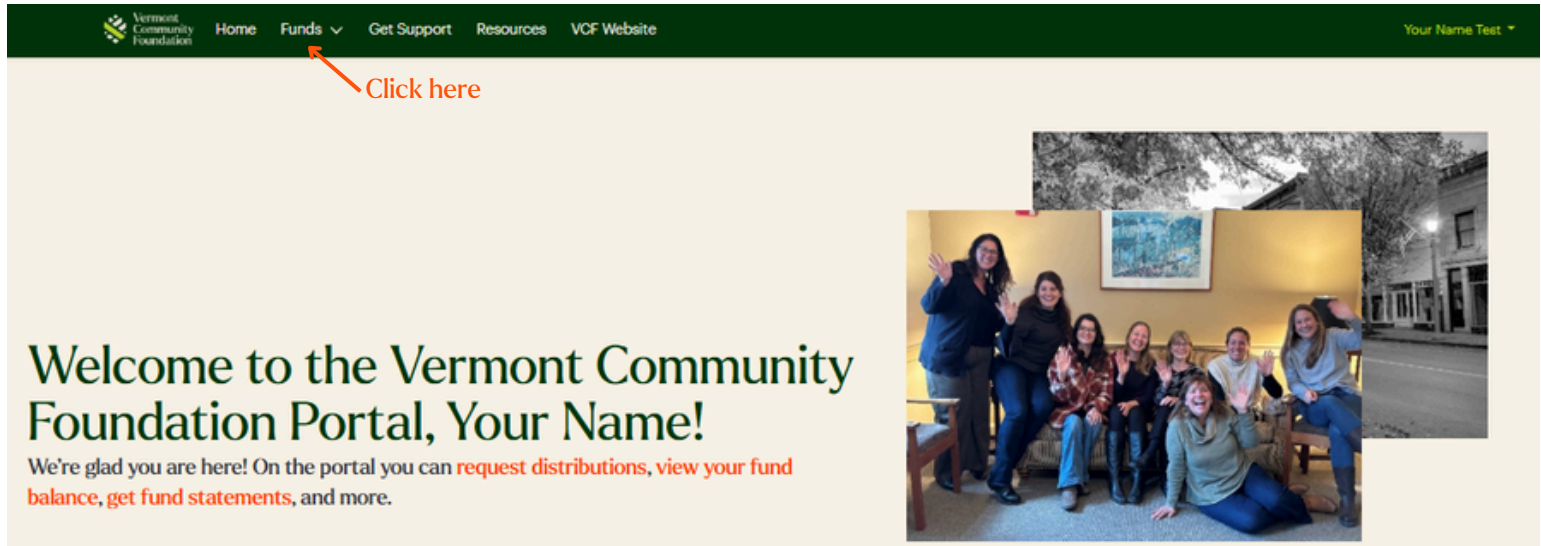 Vermont
Community
Foundation
Home Funds Get Support Resources VCF Website
Your Name Test
Click here
Welcome to the Vermont Community
Foundation Portal, Your Name!
We're glad you are here! On the portal you can request distributions, view your fund
balance, get fund statements, and more.